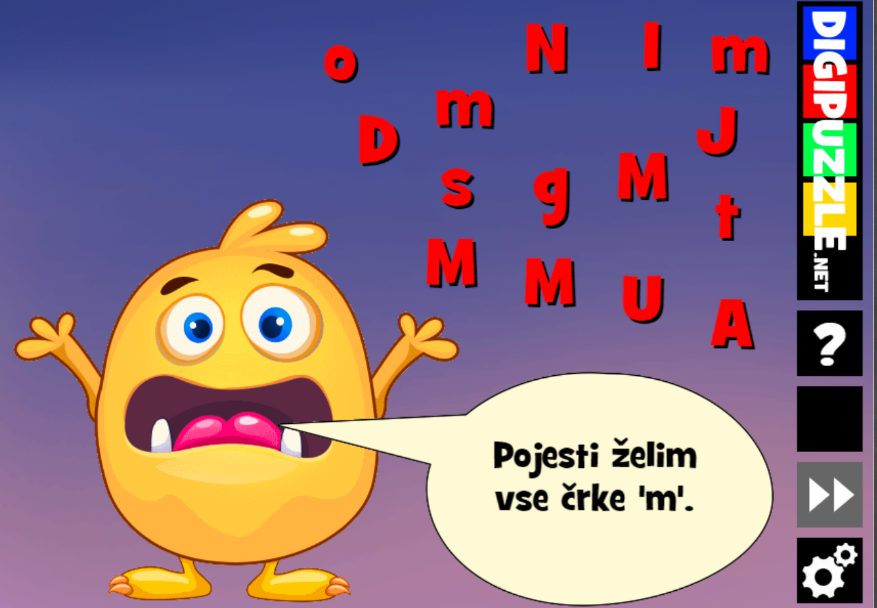 o N I m
D m J
s g M t
M M U A
Pojesti želim
vse črke 'm'.
DIGIPUZZLE.NET
?